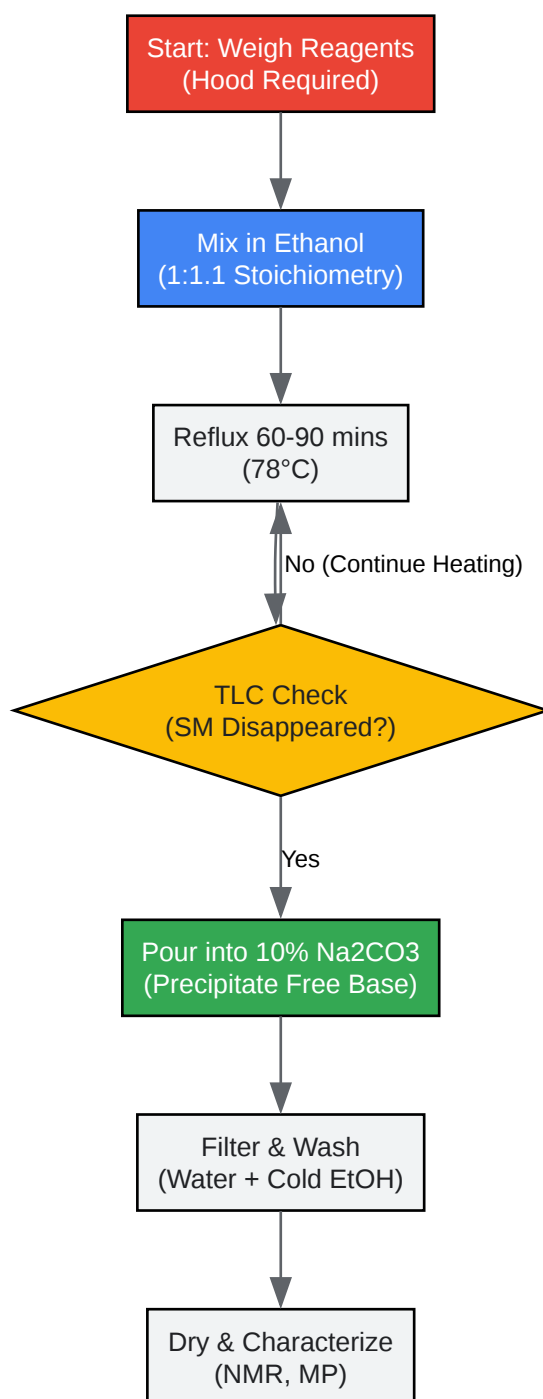 Start: Weigh Reagents
(Hood Required)
Mix in Ethanol
(1:1.1 Stoichiometry)
Reflux 60-90 mins
(78°C)
No (Continue Heating)
TLC Check
(SM Disappeared?)
Yes
Pour into 10% Na2CO3
(Precipitate Free Base)
Filter & Wash
(Water + Cold EtOH)
Dry & Characterize
(NMR, MP)